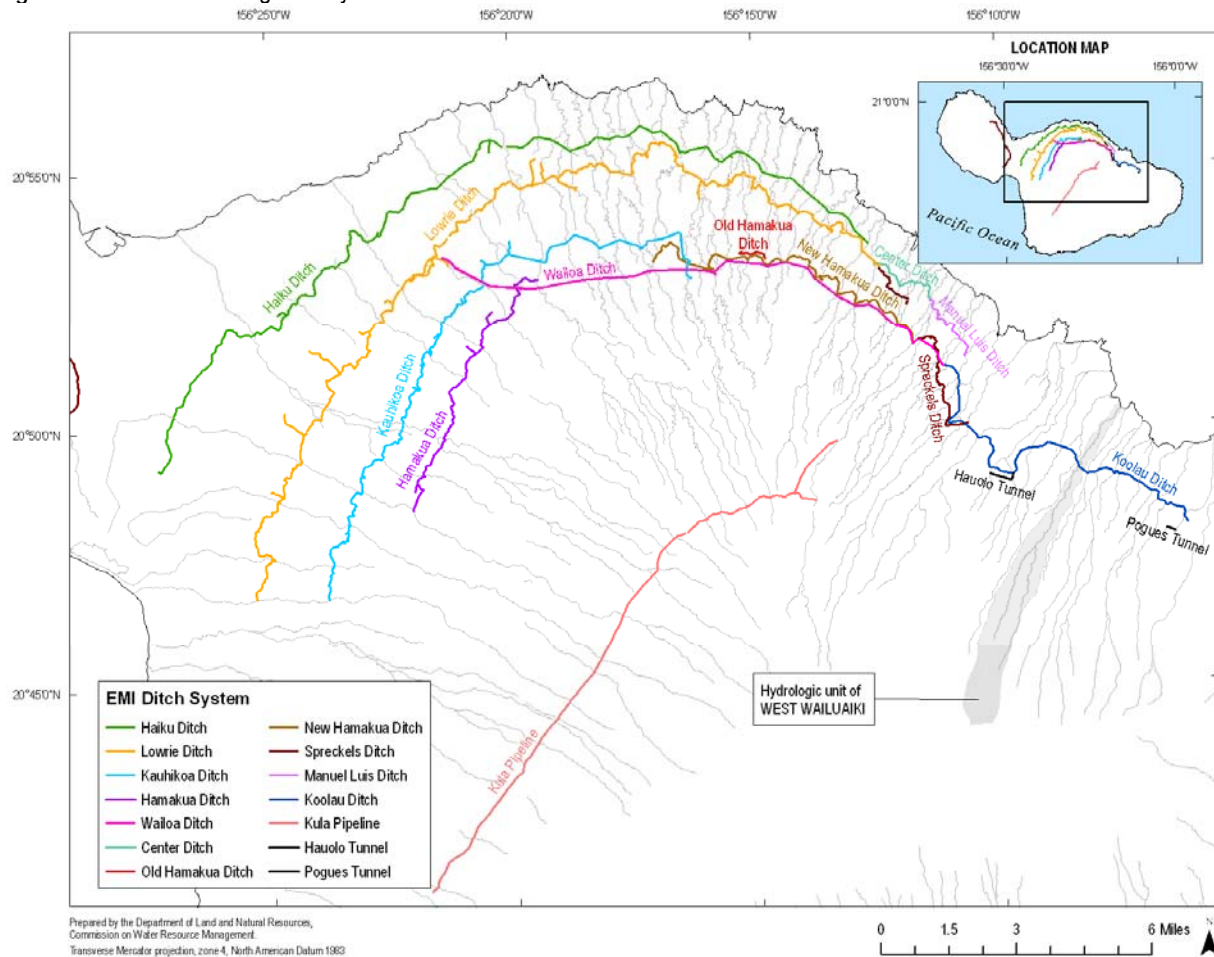 156°25'0"W
156°20'0"W
156°15'0"W
156°10'0"W
LOCATION MAP
156°30'0"W
156°0'0"W
21°0'0"N
Pacific Ocean
20°55'0"N
20°50'0"N
20°45'0"N
Haiku Ditch
Lowrie Ditch
Kauhikoa Ditch
Hamakua Ditch
Wailoa Ditch
Old Hamakua
Ditch
New Hamakua Ditch
Center Ditch
Manuel Luis Ditch
Spreckels Ditch
Koolau Ditch
Hauolo Tunnel
Pogues Tunnel
Kula Pipeline
Hydrologic unit of
WEST WAILUAIKI
EMI Ditch System
Haiku Ditch
Lowrie Ditch
Kauhikoa Ditch
Hamakua Ditch
Wailoa Ditch
Center Ditch
Old Hamakua Ditch
New Hamakua Ditch
Spreckels Ditch
Manuel Luis Ditch
Koolau Ditch
Kula Pipeline
Hauolo Tunnel
Pogues Tunnel
Prepared by the Department of Land and Natural Resources,
Commission on Water Resource Management.
Transverse Mercator projection, zone 4, North American Datum 1983
0 1.5 3 6 Miles
N